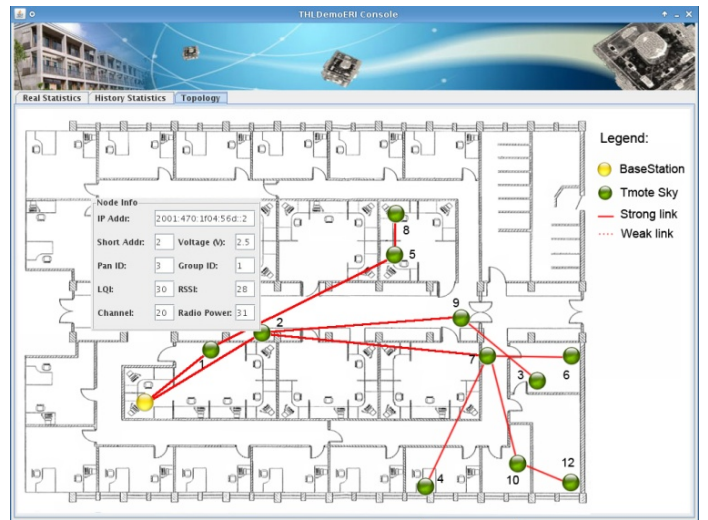 THLDemoERI Console
Real Statistics History Statistics Topology
Legend:
BaseStation
Tmote Sky
Strong link
Weak link
Node Info
IP Addr: 2001:470:1f04:56d::2
Short Addr: 2 Voltage (V): 2.5
Pan ID: 3 Group ID: 1
LQI: 30 RSSI: 28
Channel: 20 Radio Power: 31
8
5
9
2
1
7
3
6
4
10
12